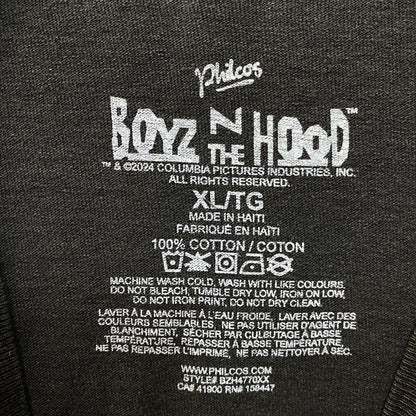 Philcos
BOYZ N THE HOOD™
™ & ©2024 COLUMBIA PICTURES INDUSTRIES, INC.
ALL RIGHTS RESERVED.
XL/TG
MADE IN HAITI
FABRIQUÉ EN HAÏTI
100% COTTON / COTON
MACHINE WASH COLD, WASH WITH LIKE COLOURS.
DO NOT BLEACH, TUMBLE DRY LOW, IRON ON LOW,
DO NOT IRON PRINT, DO NOT DRY CLEAN.
LAVER À LA MACHINE À L'EAU FROIDE, LAVER AVEC DES
COULEURS SEMBLABLES, NE PAS UTILISER D'AGENT DE
BLANCHIMENT, SÉCHER PAR CULBUTAGE À BASSE
TEMPÉRATURE, REPASSER À BASSE TEMPÉRATURE,
NE PAS REPASSER L'IMPRIMÉ, NE PAS NETTOYER À SEC.
WWW.PHILCOS.COM
STYLE# BZH4770XX
CA# 41900 RN# 158447